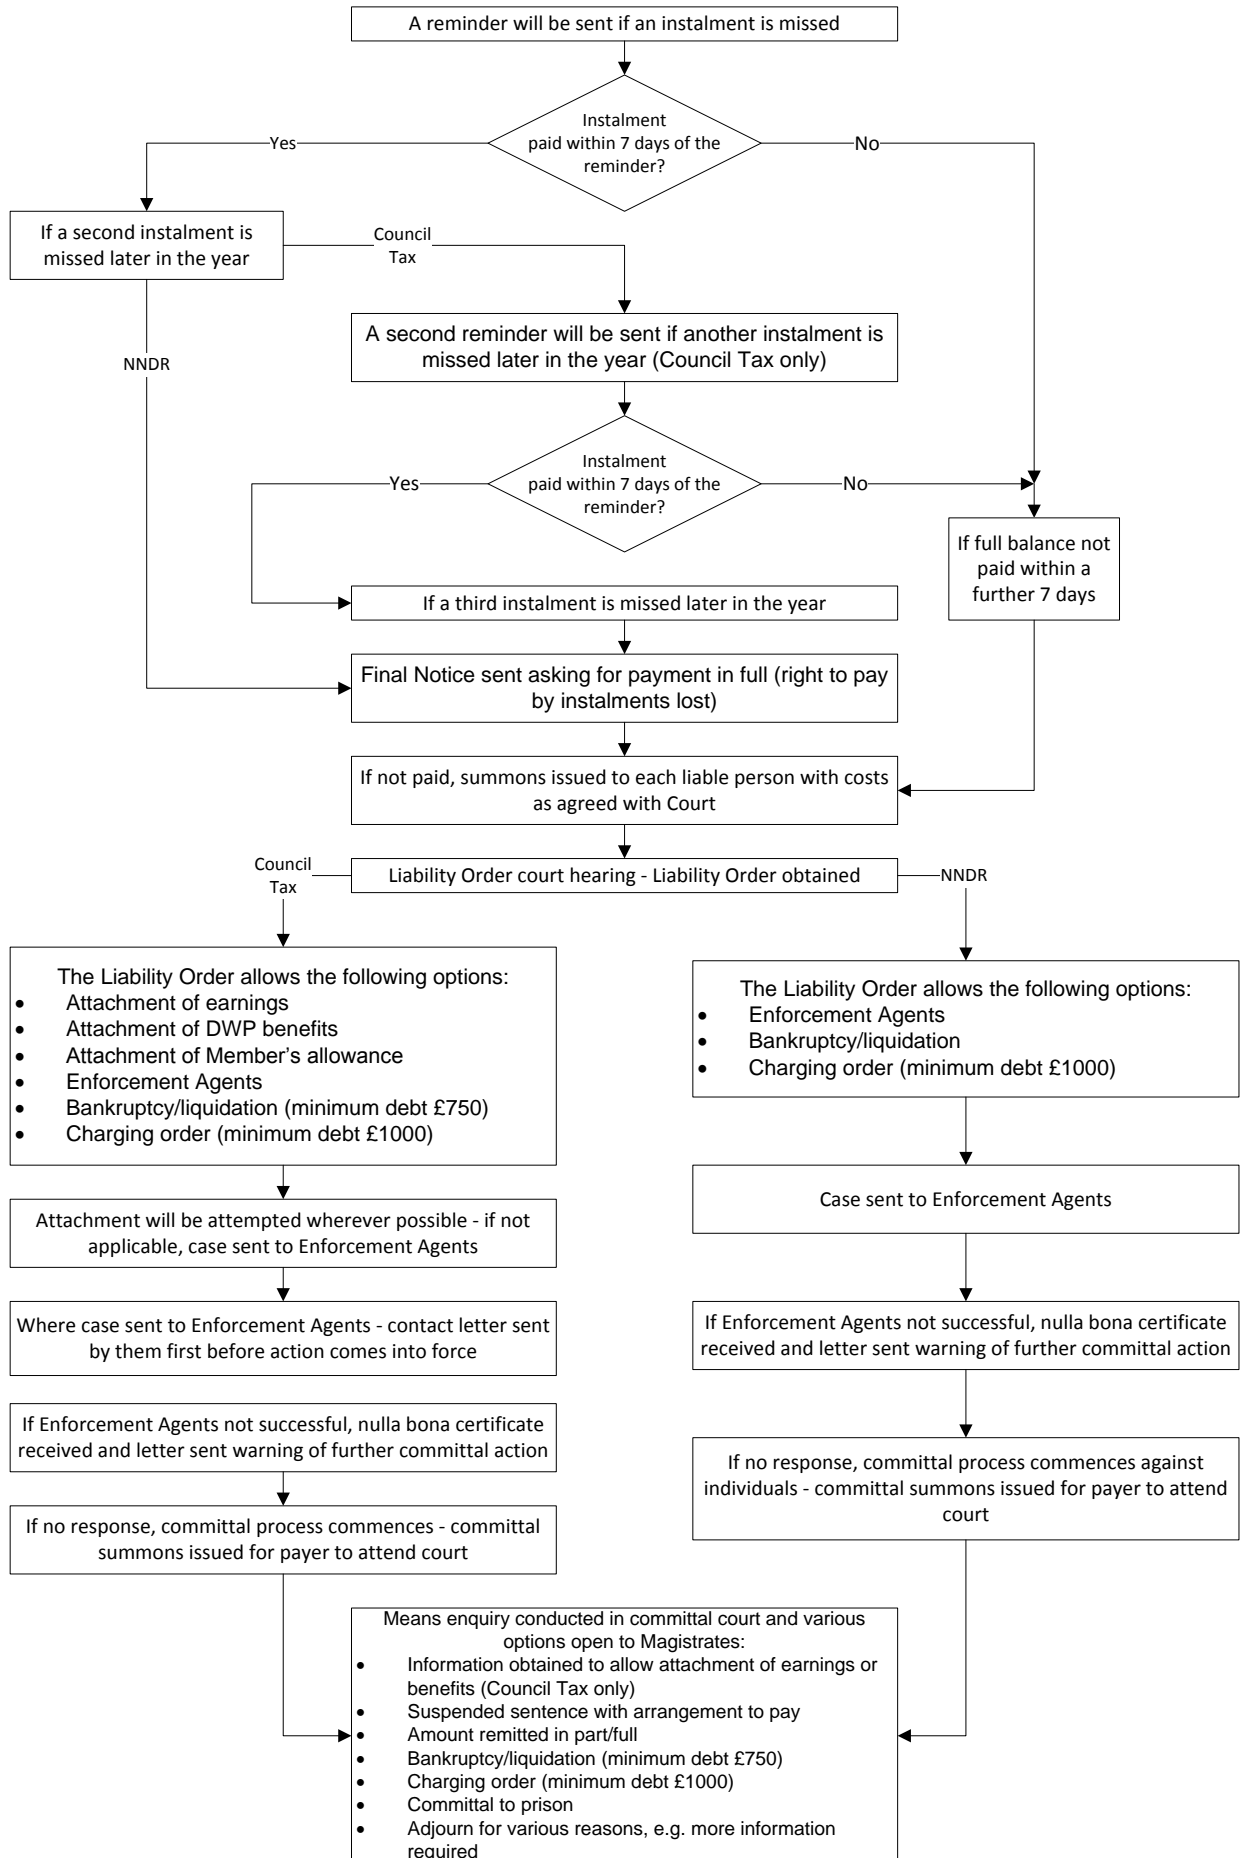 A reminder will be sent if an instalment is missed
Instalment
paid within 7 days of the
reminder?
Yes
No
If a second instalment is
missed later in the year
Council
Tax
NNDR
A second reminder will be sent if another instalment is
missed later in the year (Council Tax only)
Instalment
paid within 7 days of the
reminder?
Yes
No
If full balance not
paid within a
further 7 days
If a third instalment is missed later in the year
Final Notice sent asking for payment in full (right to pay
by instalments lost)
If not paid, summons issued to each liable person with costs
as agreed with Court
Liability Order court hearing - Liability Order obtained
Council
Tax
NNDR
The Liability Order allows the following options:
• Attachment of earnings
• Attachment of DWP benefits
• Attachment of Member's allowance
• Enforcement Agents
• Bankruptcy/liquidation (minimum debt £750)
• Charging order (minimum debt £1000)
The Liability Order allows the following options:
• Enforcement Agents
• Bankruptcy/liquidation
• Charging order (minimum debt £1000)
Attachment will be attempted wherever possible - if not
applicable, case sent to Enforcement Agents
Case sent to Enforcement Agents
Where case sent to Enforcement Agents - contact letter sent
by them first before action comes into force
If Enforcement Agents not successful, nulla bona certificate
received and letter sent warning of further committal action
If Enforcement Agents not successful, nulla bona certificate
received and letter sent warning of further committal action
If no response, committal process commences against
individuals - committal summons issued for payer to attend
court
If no response, committal process commences - committal
summons issued for payer to attend court
Means enquiry conducted in committal court and various
options open to Magistrates:
• Information obtained to allow attachment of earnings or
benefits (Council Tax only)
• Suspended sentence with arrangement to pay
• Amount remitted in part/full
• Bankruptcy/liquidation (minimum debt £750)
• Charging order (minimum debt £1000)
• Committal to prison
• Adjourn for various reasons, e.g. more information
required